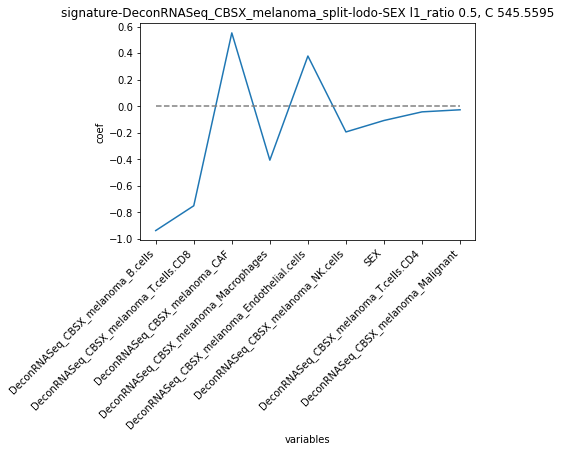 signature-DeconRNASeq_CBSX_melanoma_split-lodo-SEX l1_ratio 0.5, C 545.5595
0.6
0.4
0.2
0.0
−0.2
−0.4
−0.6
−0.8
−1.0
coef
DeconRNASeq_CBSX_melanoma_B.cells
DeconRNASeq_CBSX_melanoma_T.cells.CD8
DeconRNASeq_CBSX_melanoma_CAF
DeconRNASeq_CBSX_melanoma_Macrophages
DeconRNASeq_CBSX_melanoma_Endothelial.cells
DeconRNASeq_CBSX_melanoma_NK.cells
SEX
DeconRNASeq_CBSX_melanoma_T.cells.CD4
DeconRNASeq_CBSX_melanoma_Malignant
variables